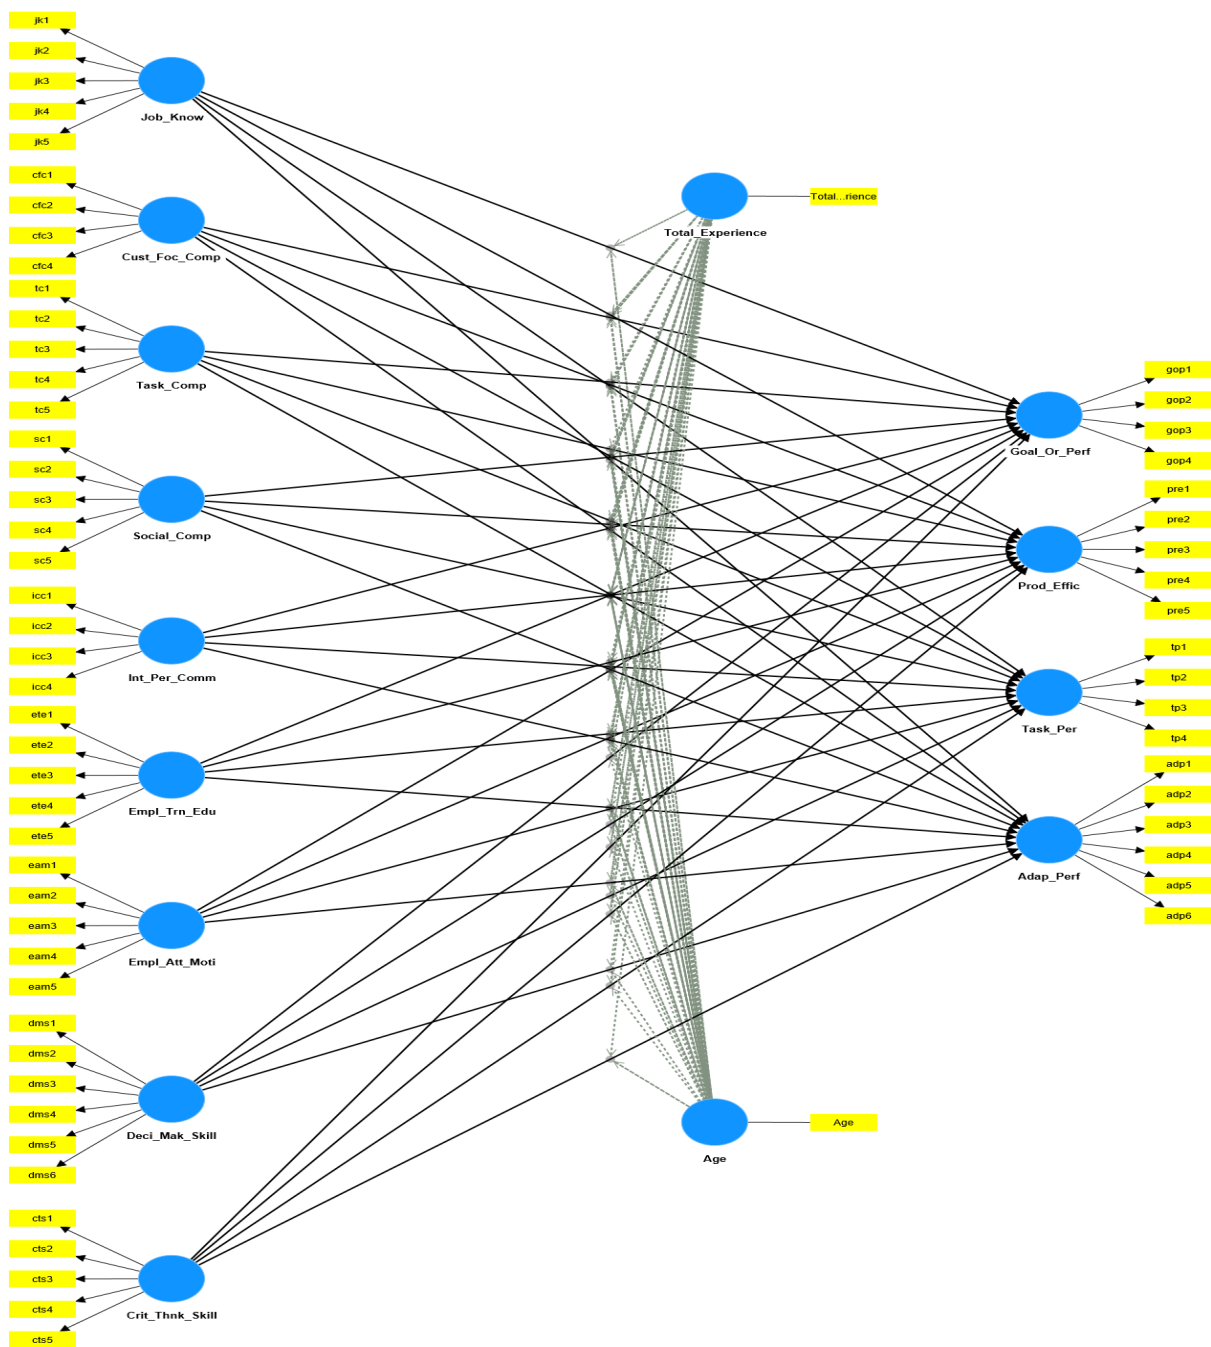 jk1
jk2
jk3
jk4
jk5
Job_Know
cfc1
cfc2
cfc3
cfc4
Cust_Foc_Comp
tc1
tc2
tc3
tc4
tc5
Task_Comp
sc1
sc2
sc3
sc4
sc5
Social_Comp
icc1
icc2
icc3
icc4
Int_Per_Comm
ete1
ete2
ete3
ete4
ete5
Empl_Trn_Edu
eam1
eam2
eam3
eam4
eam5
Empl_Att_Moti
dms1
dms2
dms3
dms4
dms5
dms6
Deci_Mak_Skill
cts1
cts2
cts3
cts4
cts5
Crit_Thnk_Skill
Total...rience
Total_Experience
Age
Age
gop1
gop2
gop3
gop4
Goal_Or_Perf
pre1
pre2
pre3
pre4
pre5
Prod_Effic
tp1
tp2
tp3
tp4
Task_Per
adp1
adp2
adp3
adp4
adp5
adp6
Adap_Perf